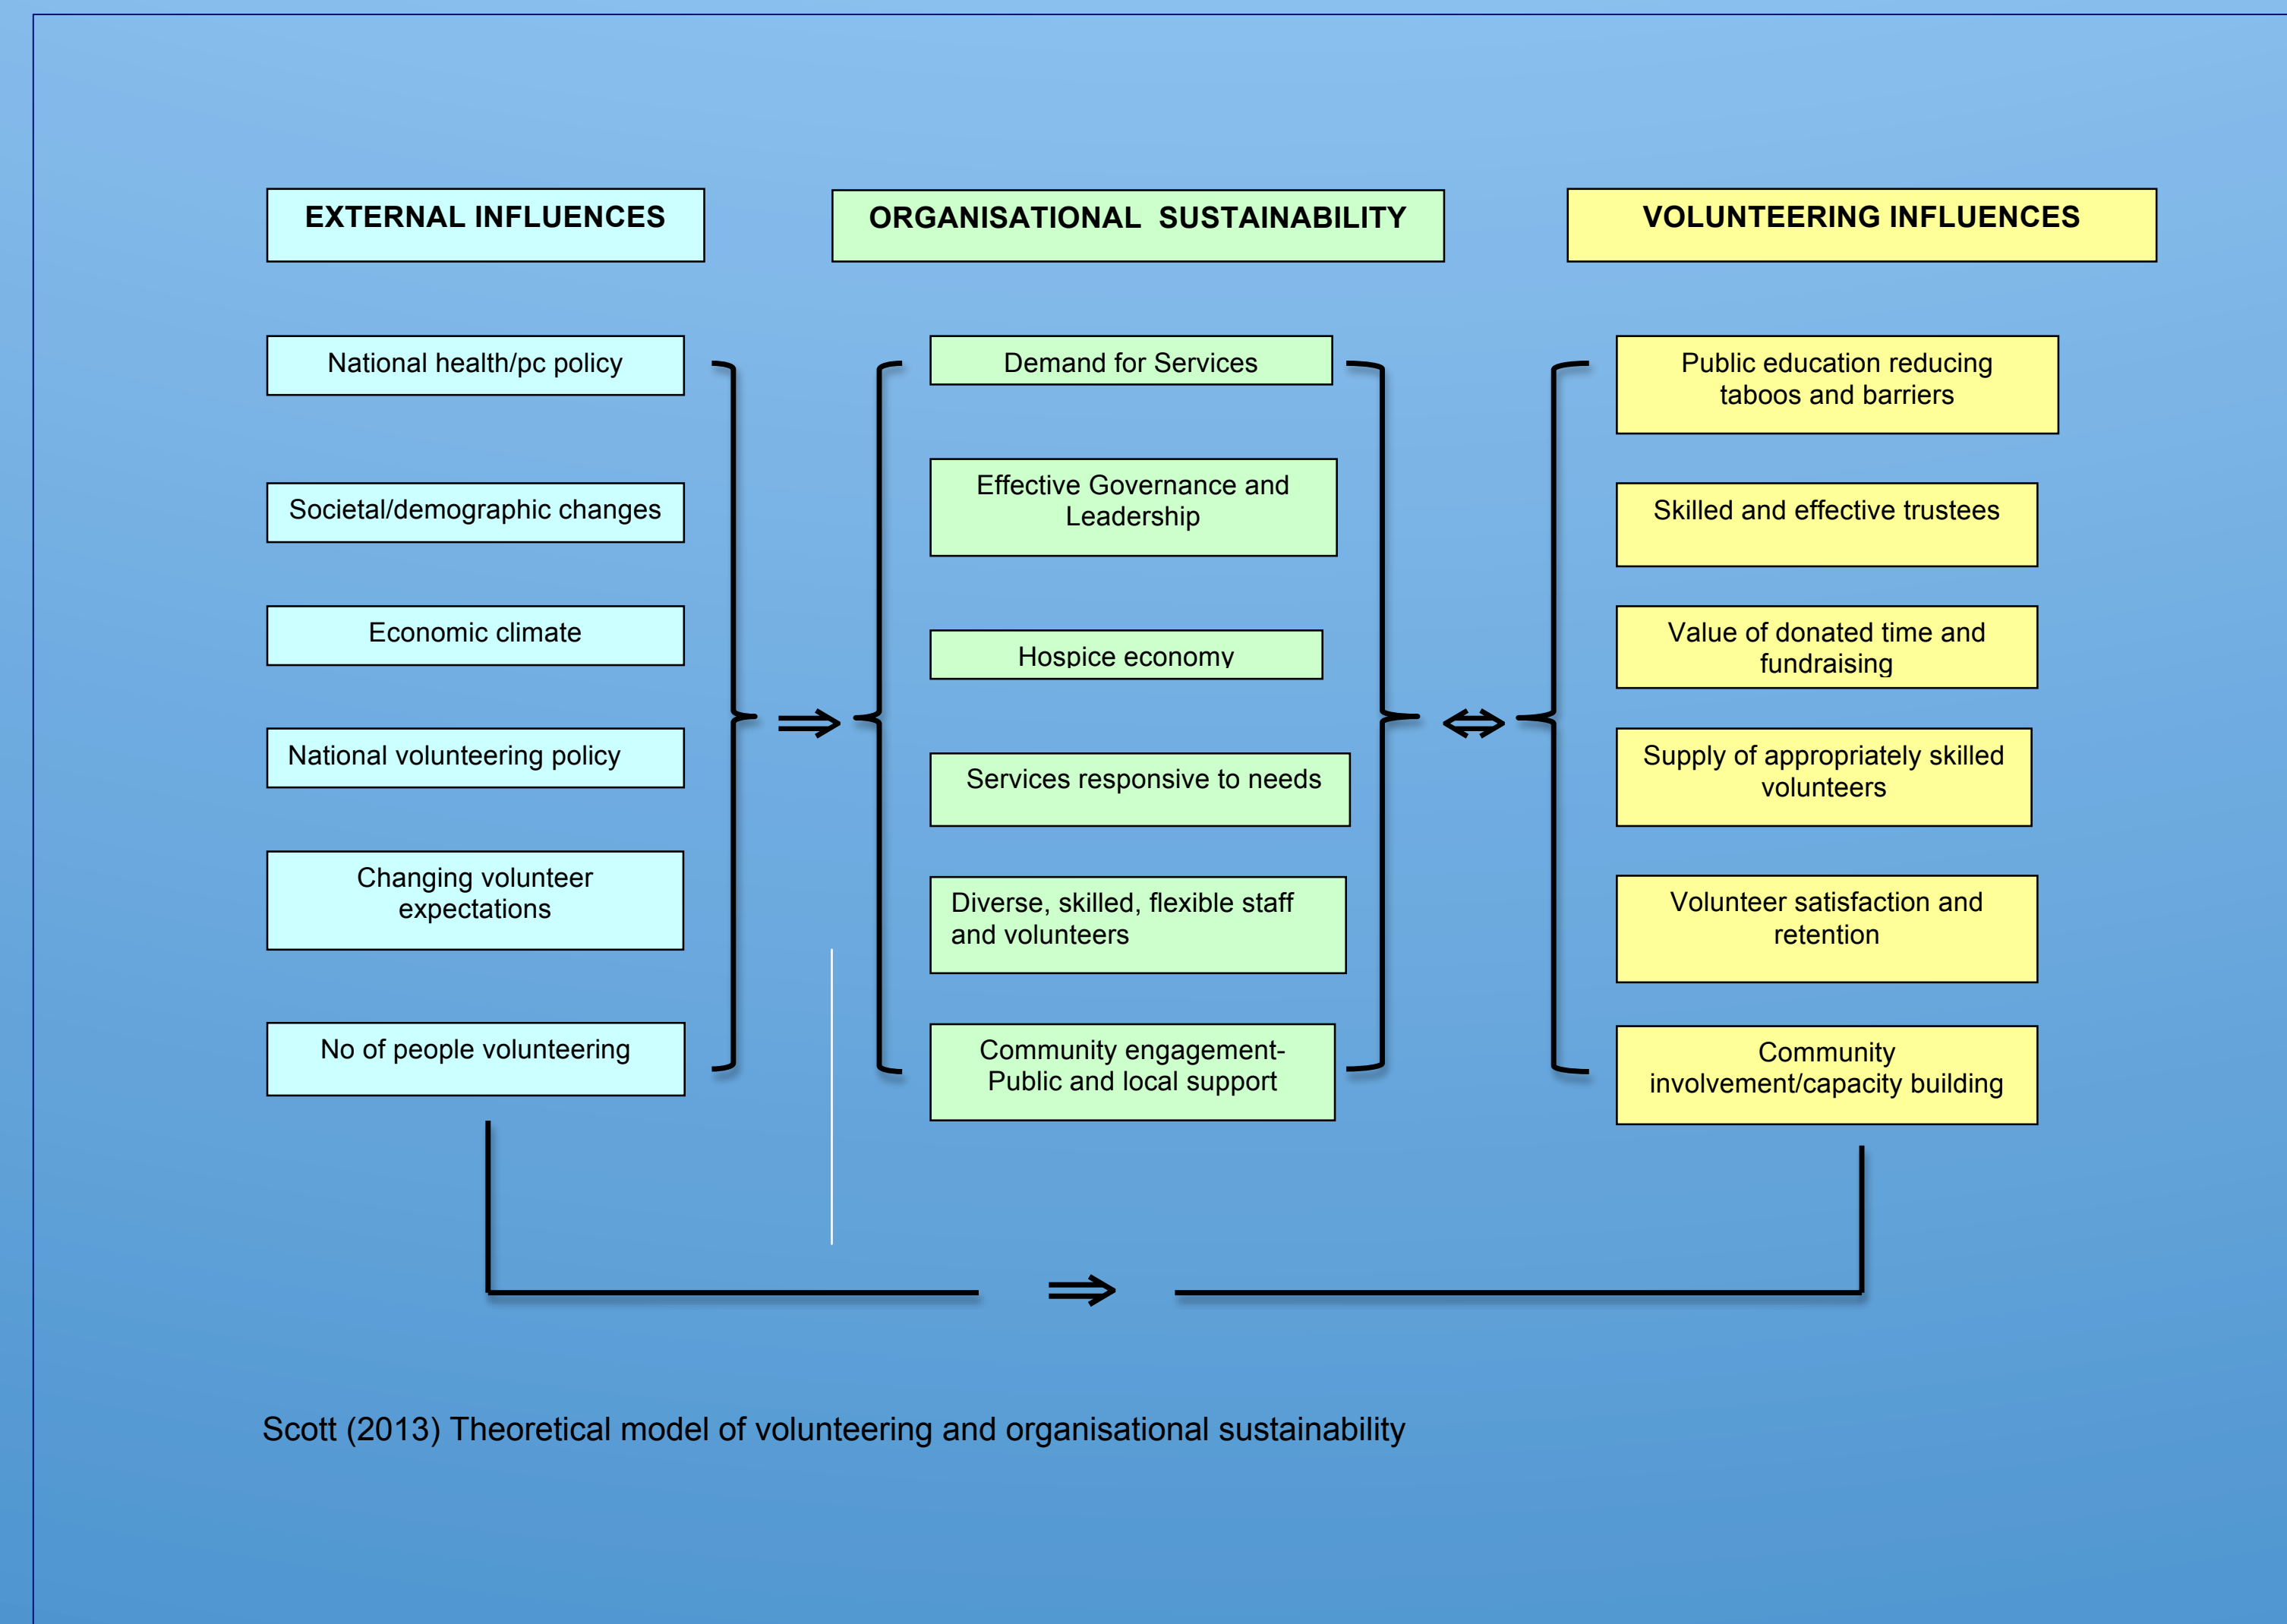 EXTERNAL INFLUENCES
National health/pc policy
Societal/demographic changes
Economic climate
National volunteering policy
Changing volunteer
expectations
No of people volunteering
ORGANISATIONAL SUSTAINABILITY
Demand for Services
Effective Governance and
Leadership
Hospice economy
Services responsive to needs
Diverse, skilled, flexible staff
and volunteers
Community engagement-
Public and local support
VOLUNTEERING INFLUENCES
Public education reducing
taboos and barriers
Skilled and effective trustees
Value of donated time and
fundraising
Supply of appropriately skilled
volunteers
Volunteer satisfaction and
retention
Community
involvement/capacity building
Scott (2013) Theoretical model of volunteering and organisational sustainability